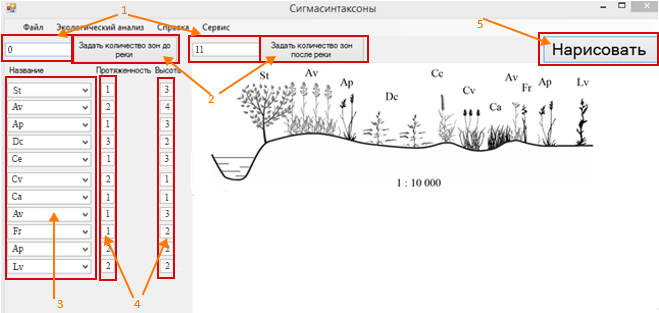 Сигмасинтаксоны
1
5
Файл Экологический анализ Справка Сервис
0
Задать количество зон до реки
11
Задать количество зон после реки
Нарисовать
2
Название Протяженность Высоты
St 1 3
Av 2 4
Ap 1 3
Dc 3 2
Ce 1 3
Cv 2 1
Ca 1 1
Av 1 3
Fr 1 2
Ap 2 2
Lv 2 2
3
4
St Av Ap Dc Cc Cv Ca Av Fr Ap Lv
1 : 10 000